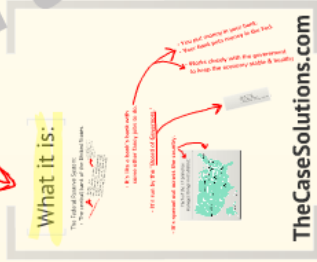 What it is:
The Federal Reserve System:
- The central bank of the United States
- It's like a bank's bank with
some other fancy jobs to do.
- You put money in your bank.
- Your bank puts money in the Fed.
- Works closely with the government
to keep the economy stable & healthy
- It's run by the "Board of Governors."
- It's spread out across the country.
TheCaseSolutions.com